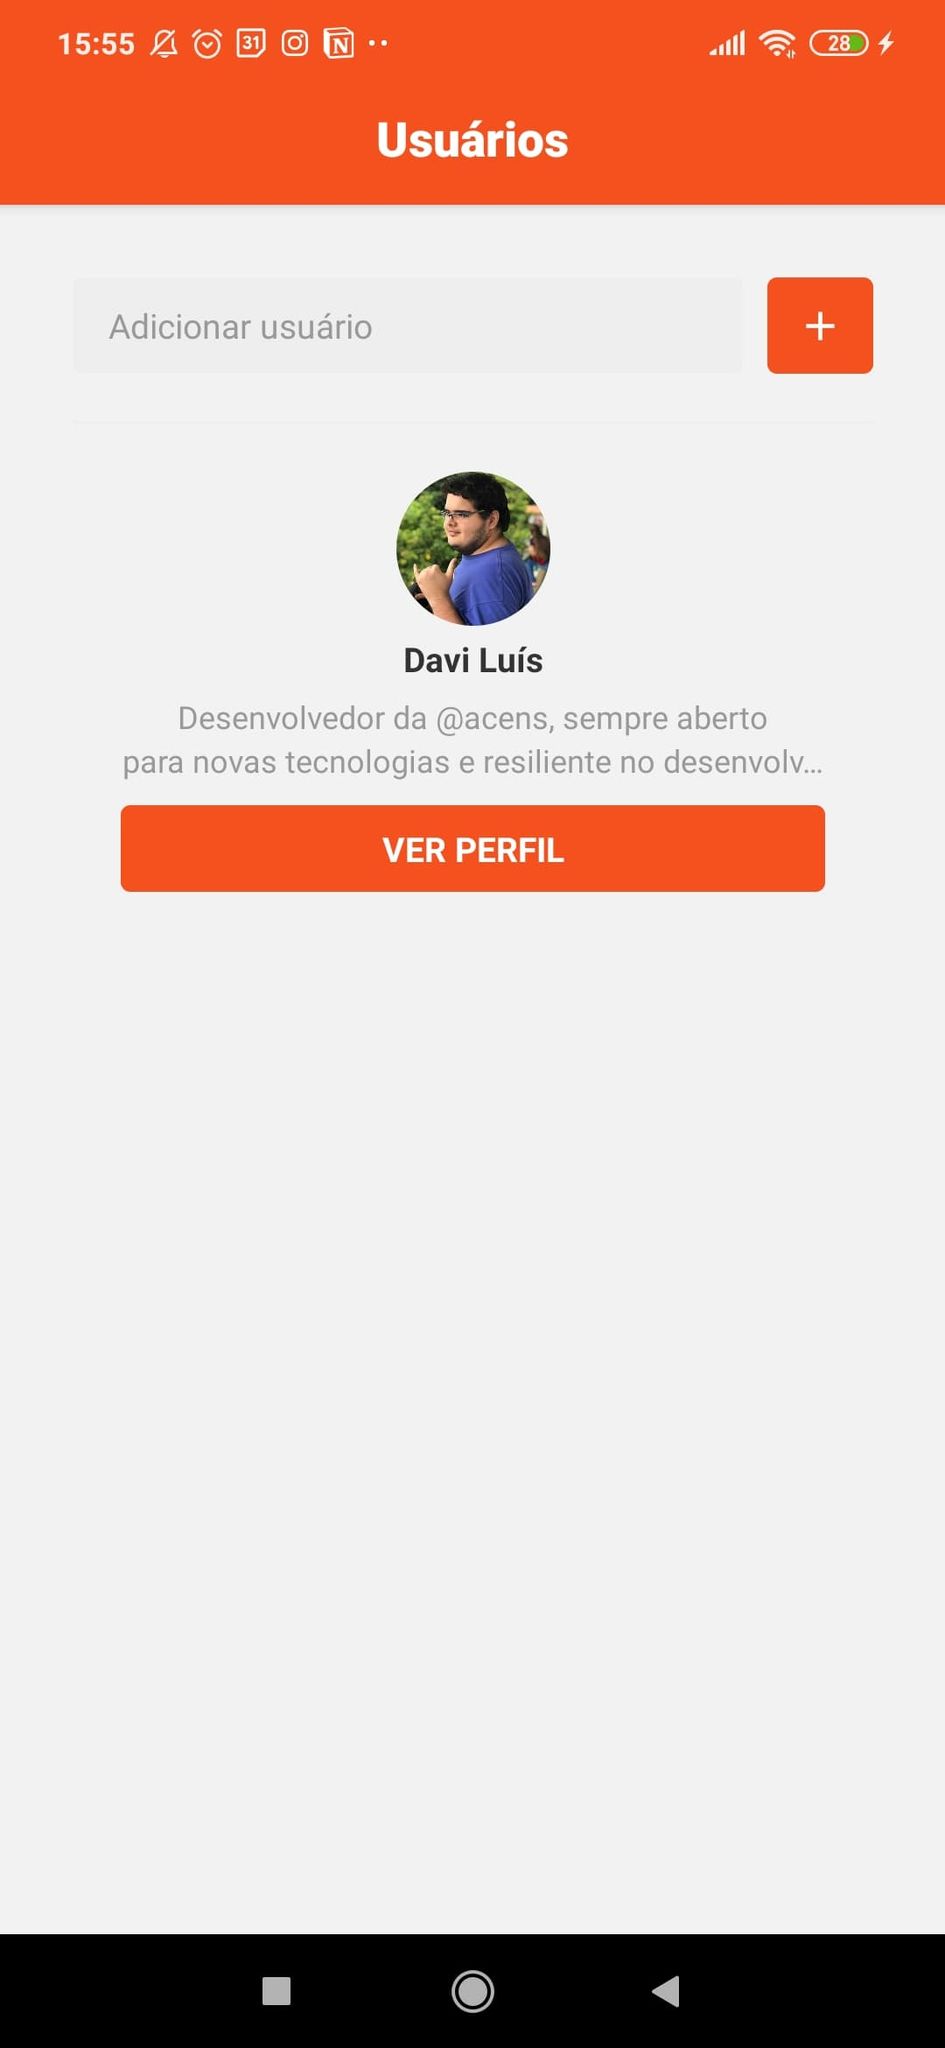 15:55
31
28
Usuários
Adicionar usuário
+
Davi Luís
Desenvolvedor da @acens, sempre aberto
para novas tecnologias e resiliente no desenvolv...
VER PERFIL